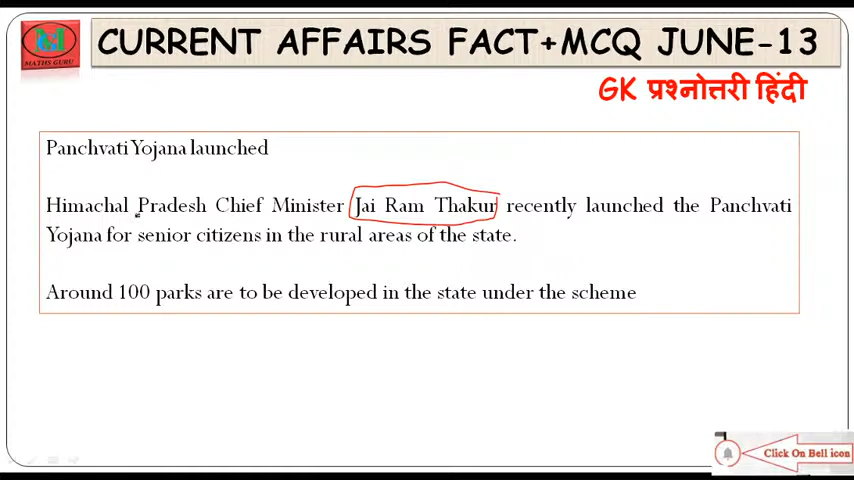 CURRENT AFFAIRS FACT+MCQ JUNE-13
MATHS GURU
GK प्रश्नोत्तरी हिंदी
Panchvati Yojana launched
Himachal Pradesh Chief Minister Jai Ram Thakur recently launched the Panchvati
Yojana for senior citizens in the rural areas of the state.
Around 100 parks are to be developed in the state under the scheme
Click On Bell icon